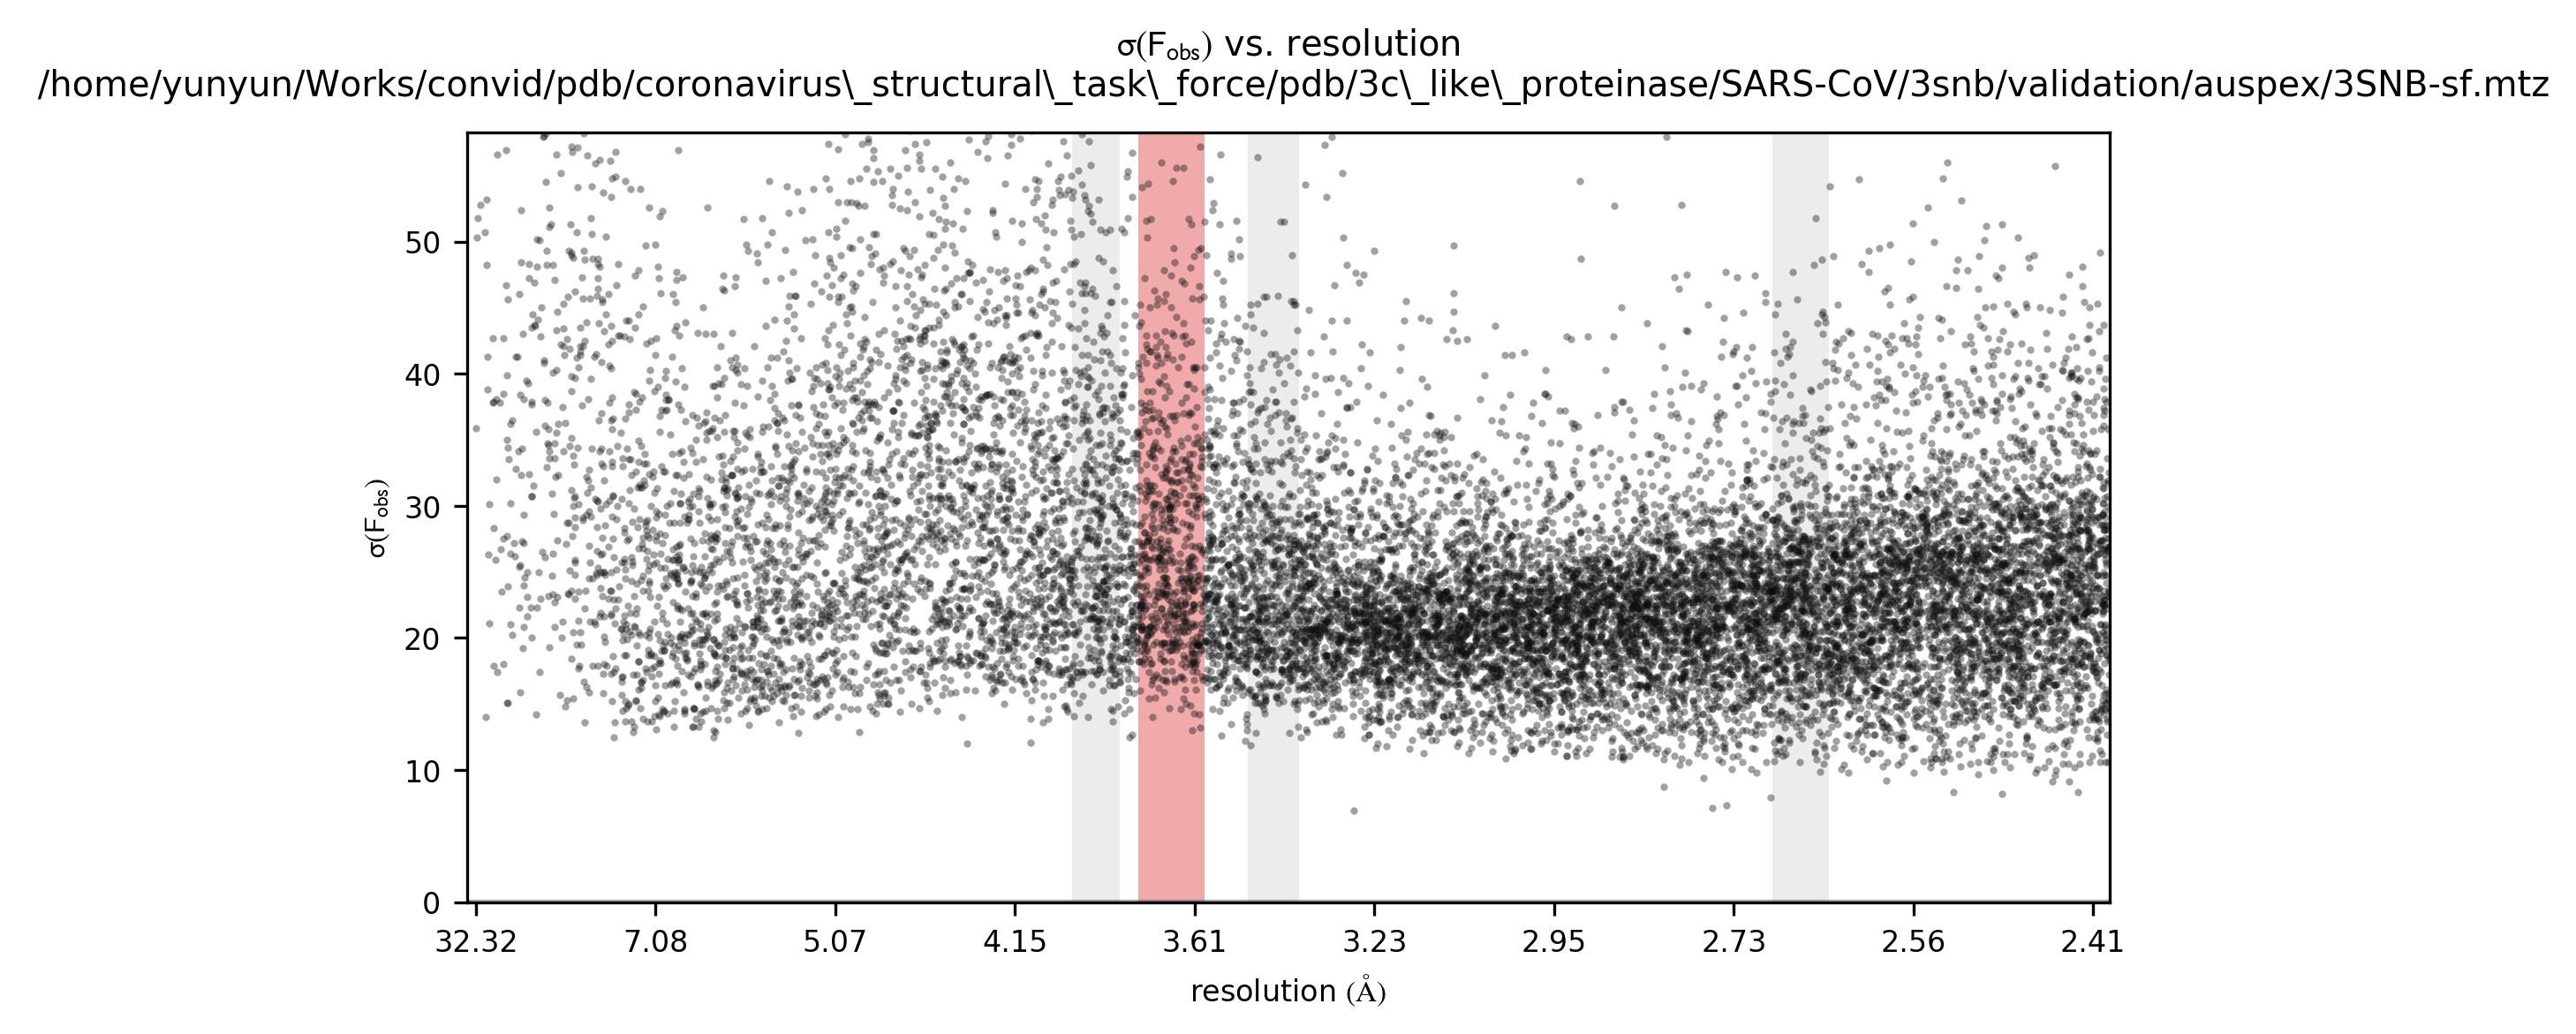 σ(Fobs) vs. resolution
/home/yunyun/Works/convid/pdb/coronavirus\_structural\_task\_force/pdb/3c\_like\_proteinase/SARS-CoV/3snb/validation/auspex/3SNB-sf.mtz
σ(Fobs)
50
40
30
20
10
0
32.32 7.08 5.07 4.15 3.61 3.23 2.95 2.73 2.56 2.41
resolution (Å)